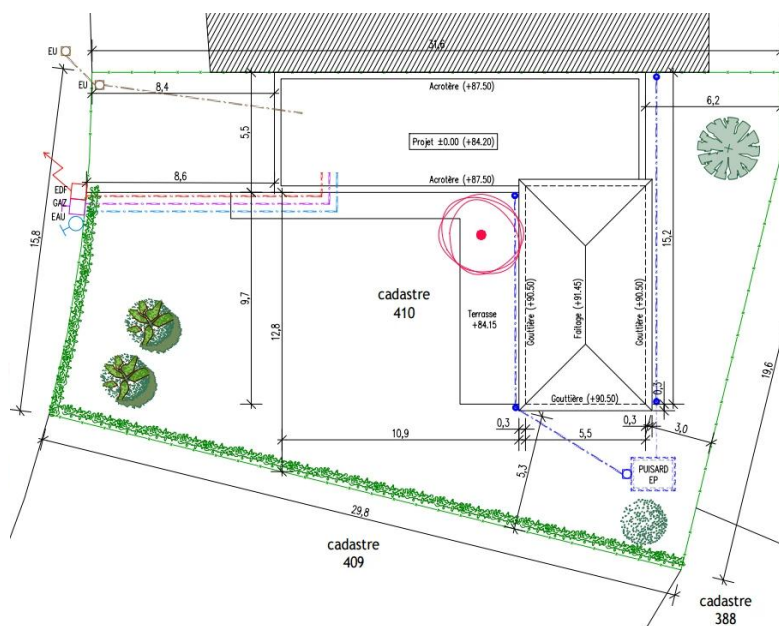 31,6
EU
EU
8,4
Acrotère (+87.50)
6,2
5,5
Projet ±0.00 (+84.20)
8,6
Acrotère (+87.50)
EDF
GAZ
EAU
15,8
15,2
cadastre
410
9,7
12,8
Terrasse
+84.15
Gouttière (+90.50)
Faîtage (+91.45)
Gouttière (+90.50)
19,6
0,3
Gouttière (+90.50)
10,9
0,3
5,5
0,3
3,0
5,3
PUISARD
EP
29,8
cadastre
409
cadastre
388